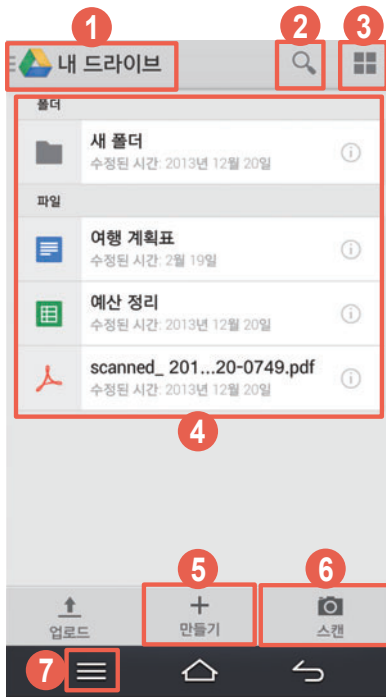 1
2
3
내 드라이브
폴더
새 폴더
수정된 시간: 2013년 12월 20일
파일
여행 계획표
수정된 시간: 2월 19일
예산 정리
수정된 시간: 2013년 12월 20일
scanned_ 201...20-0749.pdf
수정된 시간: 2013년 12월 20일
4
5
6
업로드
만들기
스캔
7